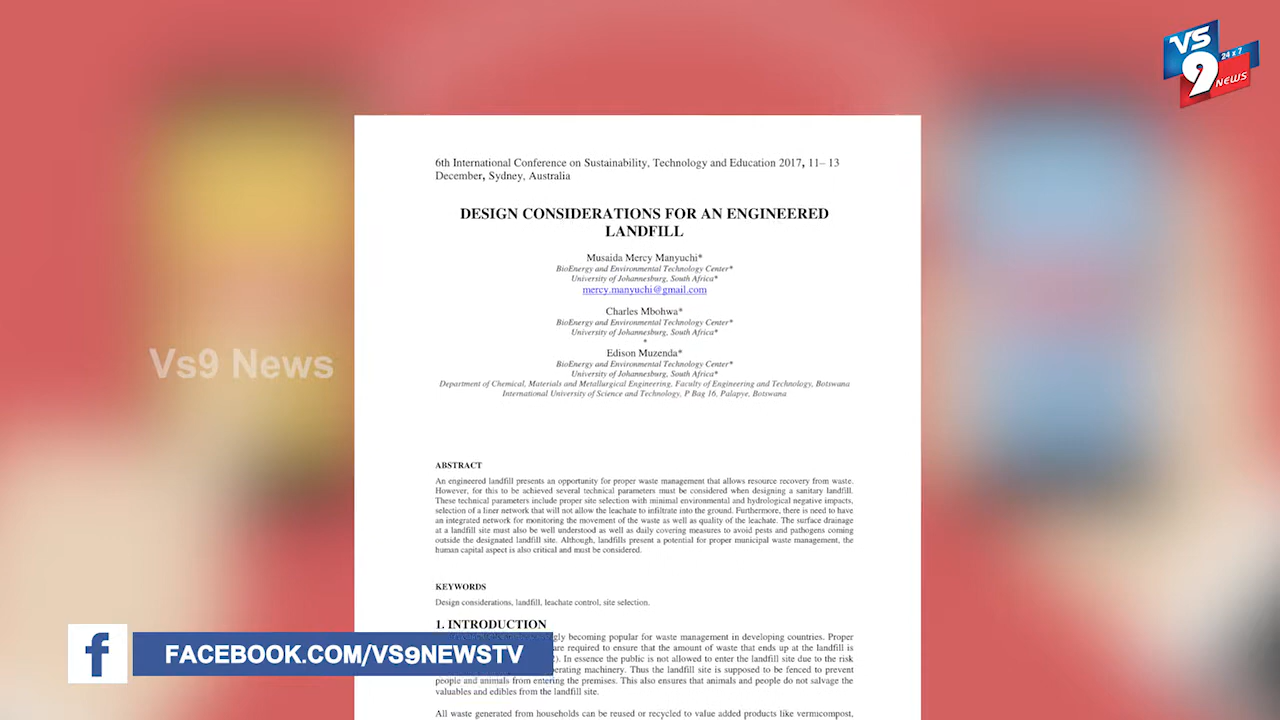 VS
9
24 x 7
NEWS
6th International Conference on Sustainability, Technology and Education 2017, 11– 13
December, Sydney, Australia
DESIGN CONSIDERATIONS FOR AN ENGINEERED
LANDFILL
Musaida Mercy Manyuchi*
BioEnergy and Environmental Technology Center*
University of Johannesburg, South Africa*
mercy.manyuchi@gmail.com
Charles Mbohwa*
BioEnergy and Environmental Technology Center*
University of Johannesburg, South Africa*
*
Edison Muzenda*
BioEnergy and Environmental Technology Center*
University of Johannesburg, South Africa*
Department of Chemical, Materials and Metallurgical Engineering, Faculty of Engineering and Technology, Botswana
International University of Science and Technology, P Bag 16, Palapye, Botswana
Vs9 News
ABSTRACT
An engineered landfill presents an opportunity for proper waste management that allows resource recovery from waste.
However, for this to be achieved several technical parameters must be considered when designing a sanitary landfill.
These technical parameters include proper site selection with minimal environmental and hydrological negative impacts,
selection of a liner network that will not allow the leachate to infiltrate into the ground. Furthermore, there is need to have
an integrated network for monitoring the movement of the waste as well as quality of the leachate. The surface drainage
at a landfill site must also be well understood as well as daily covering measures to avoid pests and pathogens coming
outside the designated landfill site. Although, landfills present a potential for proper municipal waste management, the
human capital aspect is also critical and must be considered.
KEYWORDS
Design considerations, landfill, leachate control, site selection.
1. INTRODUCTION
becoming popular for waste management in developing countries. Proper
are required to ensure that the amount of waste that ends up at the landfill is
In essence the public is not allowed to enter the landfill site due to the risk
machinery. Thus the landfill site is supposed to be fenced to prevent
people and animals from entering the premises. This also ensures that animals and people do not salvage the
valuables and edibles from the landfill site.
All waste generated from households can be reused or recycled to value added products like vermicompost,
f
FACEBOOK.COM/VS9NEWSTV